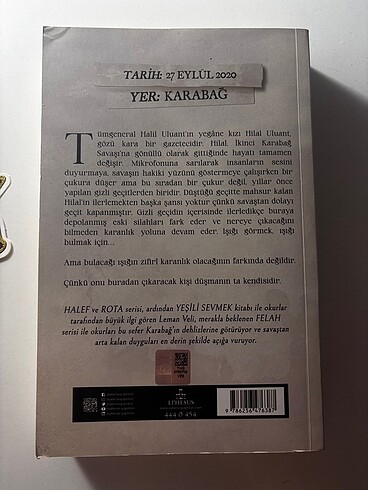 TARİH: 27 EYLÜL 2020
YER: KARABAĞ
Tümgeneral Halil Uluant'ın yegâne kızı Hilal Uluant,
gözü kara bir gazetecidir. Hilal, İkinci Karabağ
Savaşı'na gönüllü olarak gittiğinde hayatı tamamen
değişir. Mikrofonuna sarılarak insanların sesini
duyurmaya, savaşın hakiki yüzünü göstermeye çalışırken bir
çukura düşer ama bu sıradan bir çukur değil, yıllar önce
yapılan gizli geçitlerden biridir. Düştüğü geçitte mahsur kalan
Hilal'in ilerlemekten başka şansı yoktur çünkü savaştan dolayı
geçit kapanmıştır. Gizli geçidin içerisinde ilerledikçe buraya
depolanmış eski silahları fark eder ve nereye çıkacağını
bilmeden karanlık yoluna devam eder. Işığı görmek, ışığı
bulmak için...
Ama bulacağı ışığın zifirî karanlık olacağının farkında değildir.
Çünkü onu buradan çıkaracak kişi düşmanın ta kendisidir.
HALEF ve ROTA serisi, ardından YEŞİLİ SEVMEK kitabı ile okurlar
tarafından büyük ilgi gören Leman Veli, merakla beklenen FELAH
serisi ile okurları bu sefer Karabağ'ın dehlizlerine götürüyor ve savaştan
arta kalan duyguları en derin şekilde açığa vuruyor.
EPHESUS
444 0 454
9 786256 476387